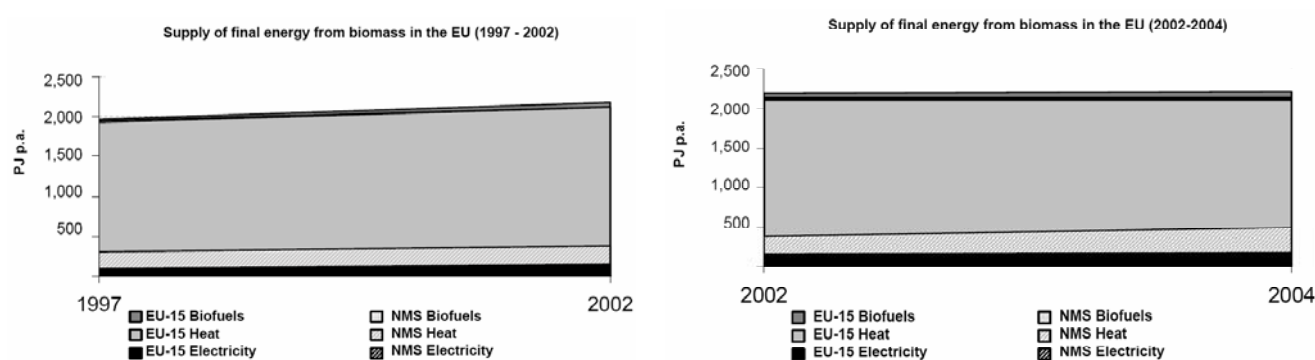 Supply of final energy from biomass in the EU (1997 - 2002)
PJ p.a.
2,500
2,000
1,500
1,000
500
1997
2002
EU-15 Biofuels
NMS Biofuels
EU-15 Heat
NMS Heat
EU-15 Electricity
NMS Electricity
Supply of final energy from biomass in the EU (2002-2004)
PJ p.a.
2,500
2,000
1,500
1,000
500
2002
2004
EU-15 Biofuels
NMS Biofuels
EU-15 Heat
NMS Heat
EU-15 Electricity
NMS Electricity